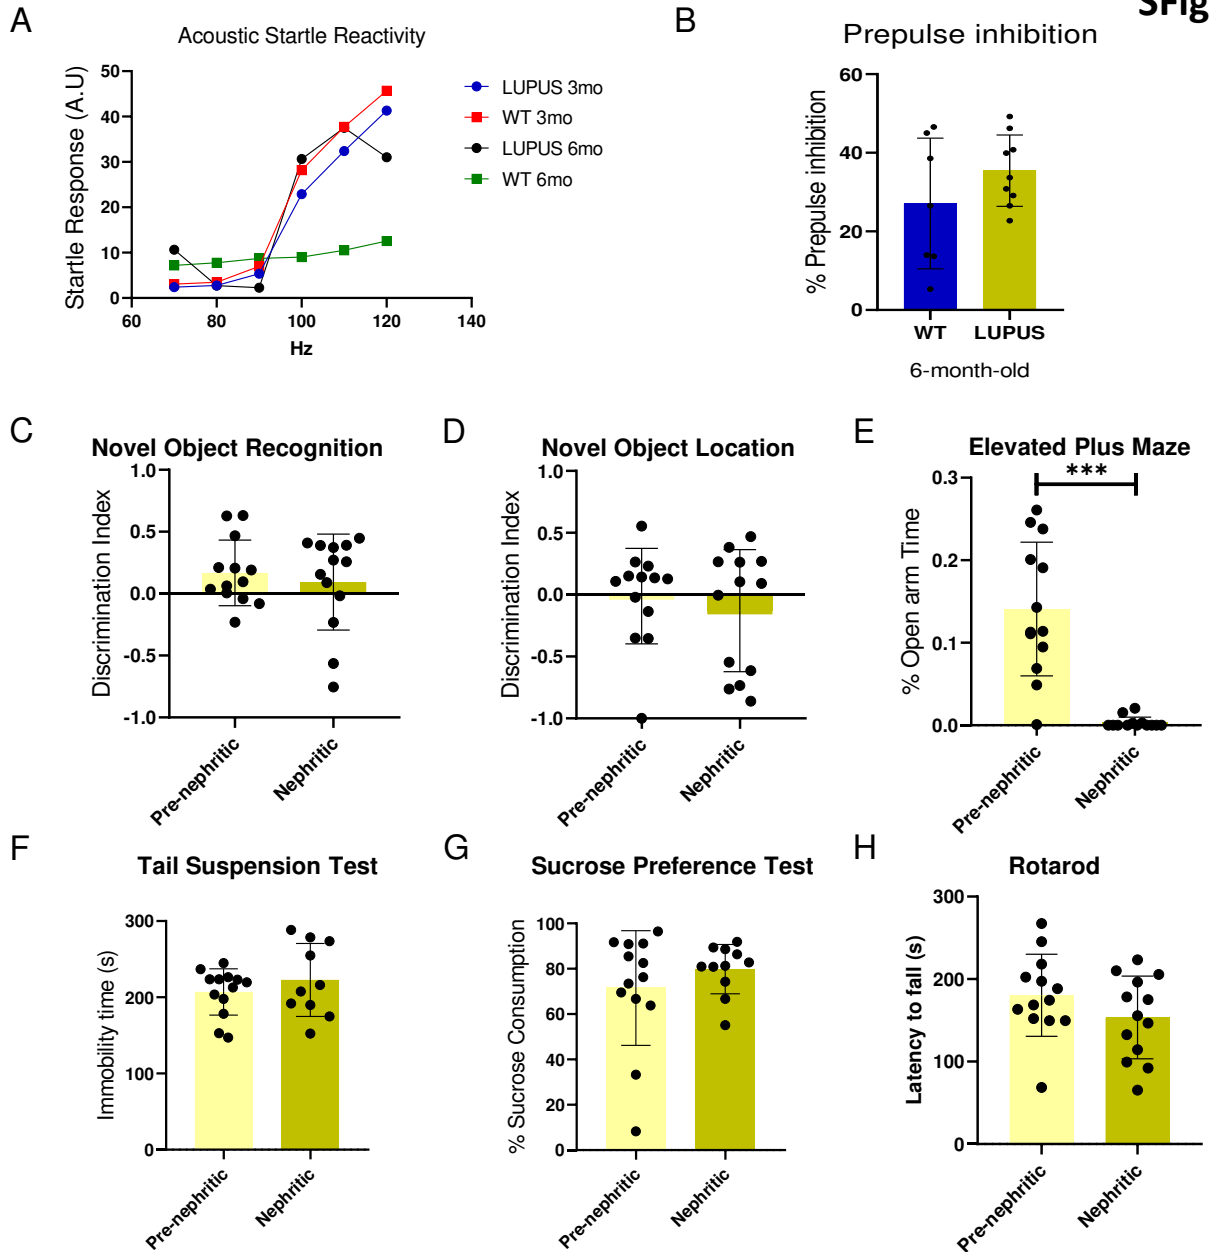 SFig
A
Acoustic Startle Reactivity
Startle Response (A.U)
50
40
30
20
10
0
60
80
100
120
140
Hz
LUPUS 3mo
WT 3mo
LUPUS 6mo
WT 6mo
B
Prepulse inhibition
% Prepulse inhibition
60
40
20
0
WT
LUPUS
6-month-old
C
Novel Object Recognition
Discrimination Index
1.0
0.5
0.0
-0.5
-1.0
Pre-nephritic
Nephritic
D
Novel Object Location
Discrimination Index
1.0
0.5
0.0
-0.5
-1.0
Pre-nephritic
Nephritic
E
Elevated Plus Maze
***
% Open arm Time
0.3
0.2
0.1
0.0
Pre-nephritic
Nephritic
F
Tail Suspension Test
Immobility time (s)
300
200
100
0
Pre-nephritic
Nephritic
G
Sucrose Preference Test
% Sucrose Consumption
100
80
60
40
20
0
Pre-nephritic
Nephritic
H
Rotarod
Latency to fall (s)
300
200
100
0
Pre-nephritic
Nephritic